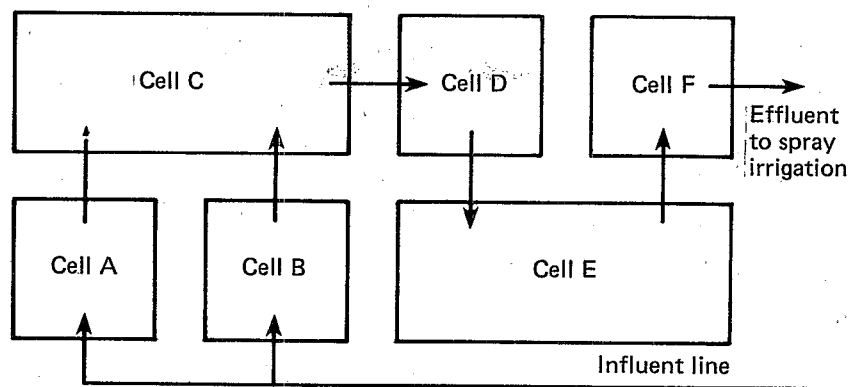 Cell C
Cell D
Cell F
Effluent
to spray
irrigation
Cell A
Cell B
Cell E
Influent line